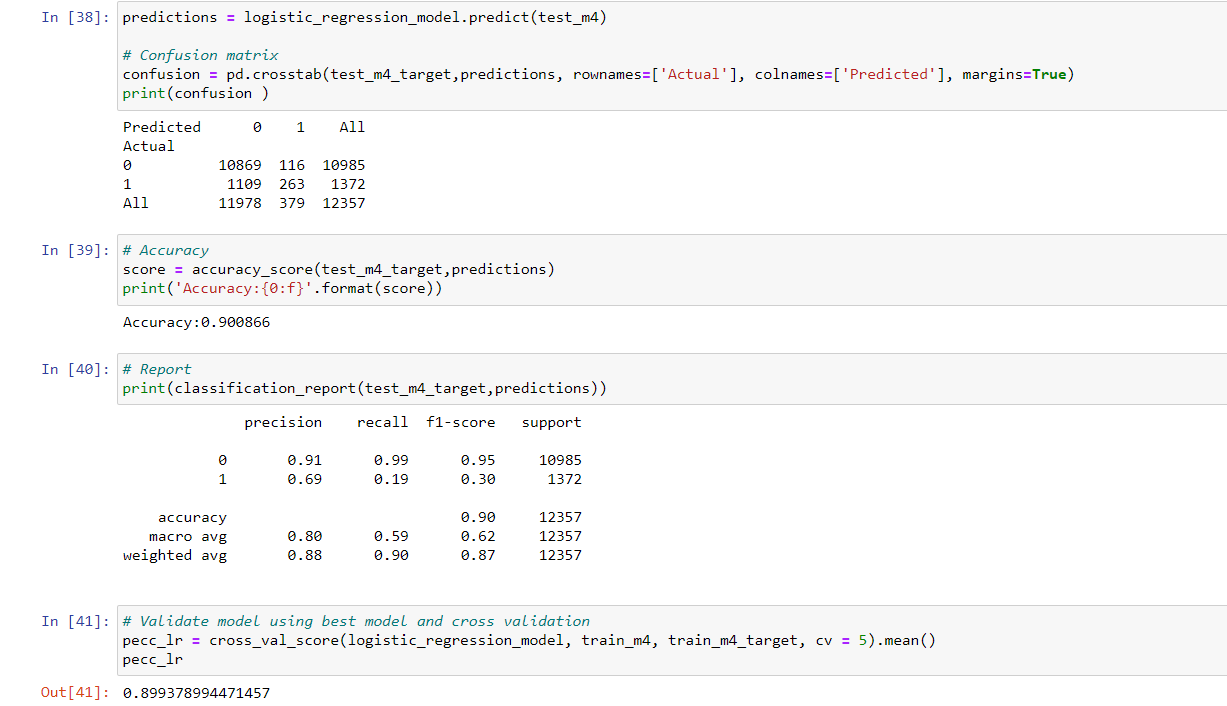 In [38]: predictions = logistic_regression_model.predict(test_m4)
# Confusion matrix
confusion = pd.crosstab(test_m4_target,predictions, rownames=['Actual'], colnames=['Predicted'], margins=True)
print(confusion )
Predicted 0 1 All
Actual
0 10869 116 10985
1 1109 263 1372
All 11978 379 12357
In [39]: # Accuracy
score = accuracy_score(test_m4_target,predictions)
print('Accuracy:{0:f}'.format(score))
Accuracy:0.900866
In [40]: # Report
print(classification_report(test_m4_target,predictions))
precision recall f1-score support
0 0.91 0.99 0.95 10985
1 0.69 0.19 0.30 1372
accuracy 0.90 12357
macro avg 0.80 0.59 0.62 12357
weighted avg 0.88 0.90 0.87 12357
In [41]: # Validate model using best model and cross validation
pecc_lr = cross_val_score(logistic_regression_model, train_m4, train_m4_target, cv = 5).mean()
pecc_lr
Out[41]: 0.899378994471457